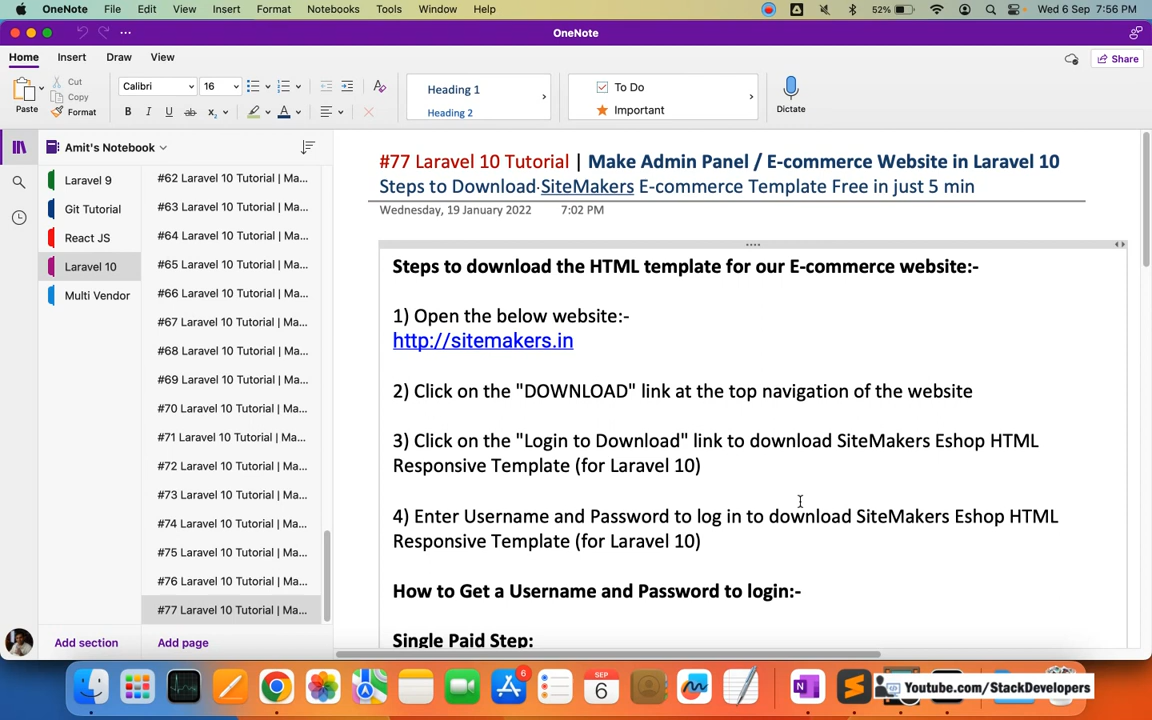 OneNote File Edit View Insert Format Notebooks Tools Window Help 52% Wed 6 Sep 7:56 PM
OneNote
Home Insert Draw View Share
Paste Cut Copy Format
Calibri 16
B I U ab x₂ A
Heading 1
Heading 2
To Do
Important
Dictate
Amit's Notebook
Laravel 9
Git Tutorial
React JS
Laravel 10
Multi Vendor
#62 Laravel 10 Tutorial | Ma...
#63 Laravel 10 Tutorial | Ma...
#64 Laravel 10 Tutorial | Ma...
#65 Laravel 10 Tutorial | Ma...
#66 Laravel 10 Tutorial | Ma...
#67 Laravel 10 Tutorial | Ma...
#68 Laravel 10 Tutorial | Ma...
#69 Laravel 10 Tutorial | Ma...
#70 Laravel 10 Tutorial | Ma...
#71 Laravel 10 Tutorial | Ma...
#72 Laravel 10 Tutorial | Ma...
#73 Laravel 10 Tutorial | Ma...
#74 Laravel 10 Tutorial | Ma...
#75 Laravel 10 Tutorial | Ma...
#76 Laravel 10 Tutorial | Ma...
#77 Laravel 10 Tutorial | Ma...
Add section Add page
#77 Laravel 10 Tutorial | Make Admin Panel / E-commerce Website in Laravel 10
Steps to Download SiteMakers E-commerce Template Free in just 5 min
Wednesday, 19 January 2022 7:02 PM
Steps to download the HTML template for our E-commerce website:-
1) Open the below website:-
http://sitemakers.in
2) Click on the "DOWNLOAD" link at the top navigation of the website
3) Click on the "Login to Download" link to download SiteMakers Eshop HTML
Responsive Template (for Laravel 10)
4) Enter Username and Password to log in to download SiteMakers Eshop HTML
Responsive Template (for Laravel 10)
How to Get a Username and Password to login:-
Single Paid Step:
6
SEP
6
Youtube.com/StackDevelopers